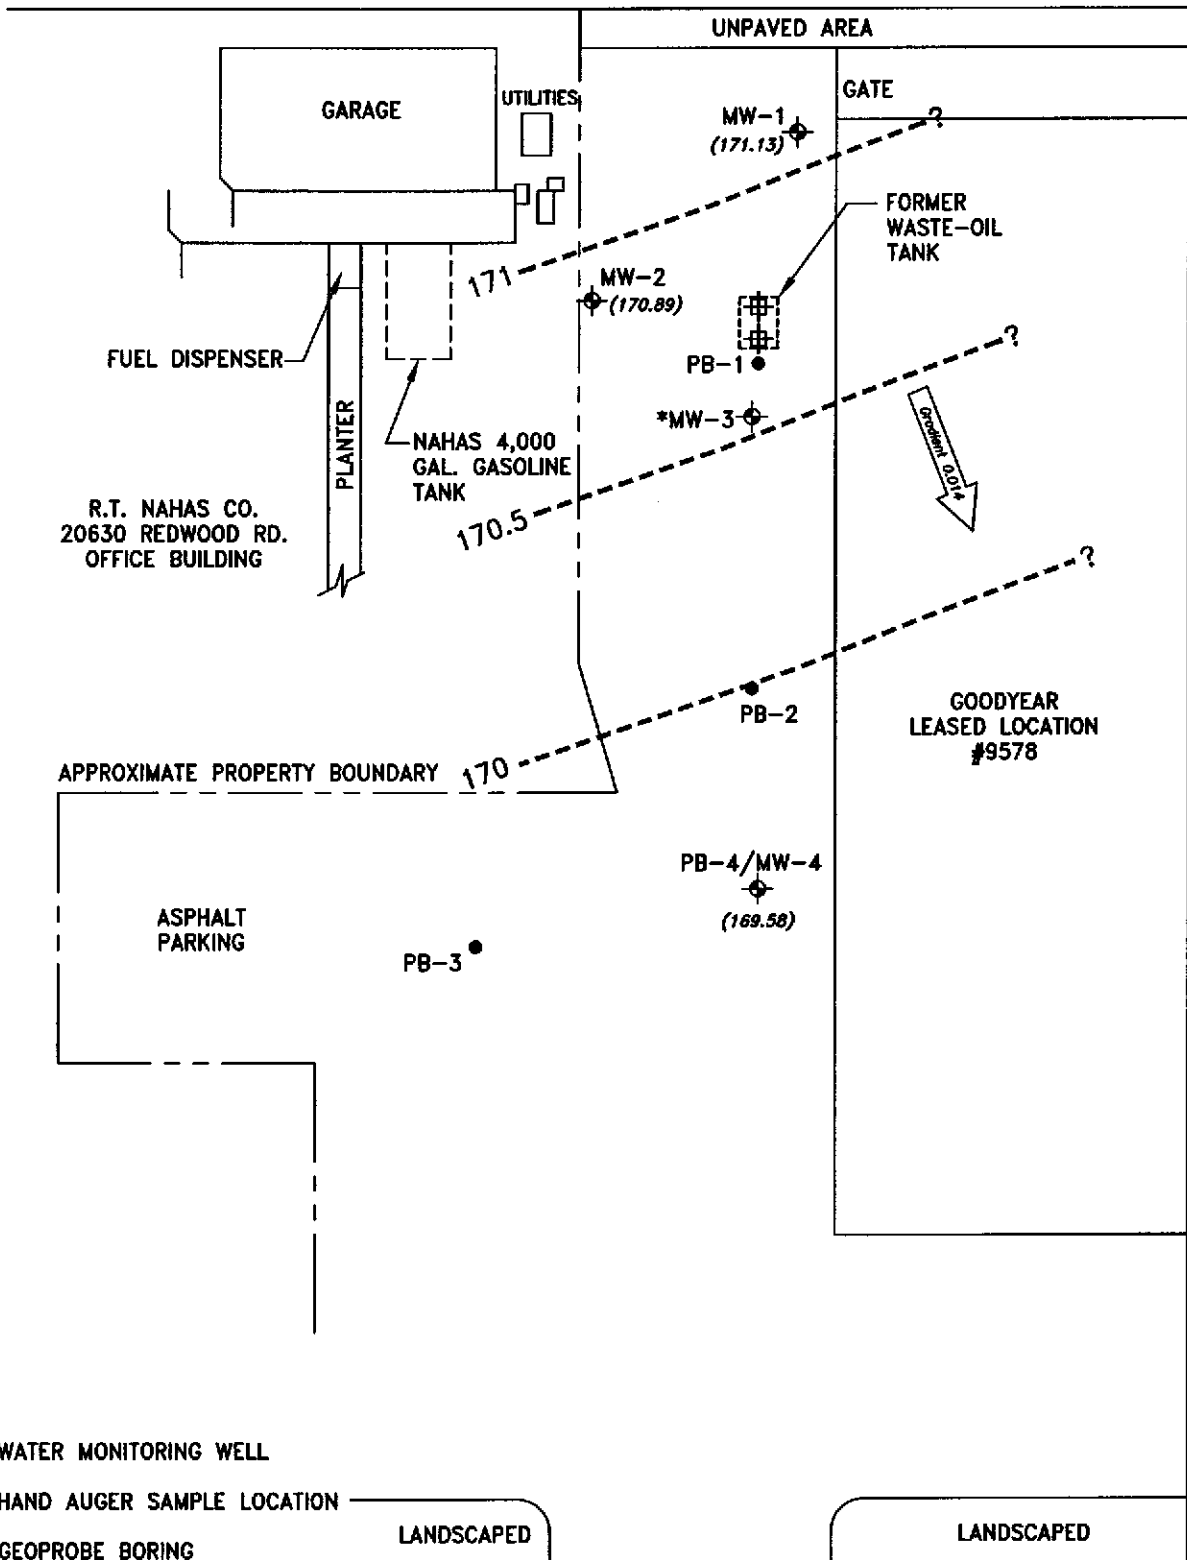 UNPAVED AREA
GARAGE
UTILITIES
GATE
MW-1
(171.13)
?
FORMER
WASTE-OIL
TANK
171
MW-2
(170.89)
FUEL DISPENSER
PB-1
?
*MW-3
Gradient 0.014
PLANTER
NAHAS 4,000
GAL. GASOLINE
TANK
170.5
R.T. NAHAS CO.
20630 REDWOOD RD.
OFFICE BUILDING
?
PB-2
GOODYEAR
LEASED LOCATION
#9578
APPROXIMATE PROPERTY BOUNDARY
170
PB-4/MW-4
(169.58)
ASPHALT
PARKING
PB-3
WATER MONITORING WELL
HAND AUGER SAMPLE LOCATION
GEOPROBE BORING
LANDSCAPED
LANDSCAPED